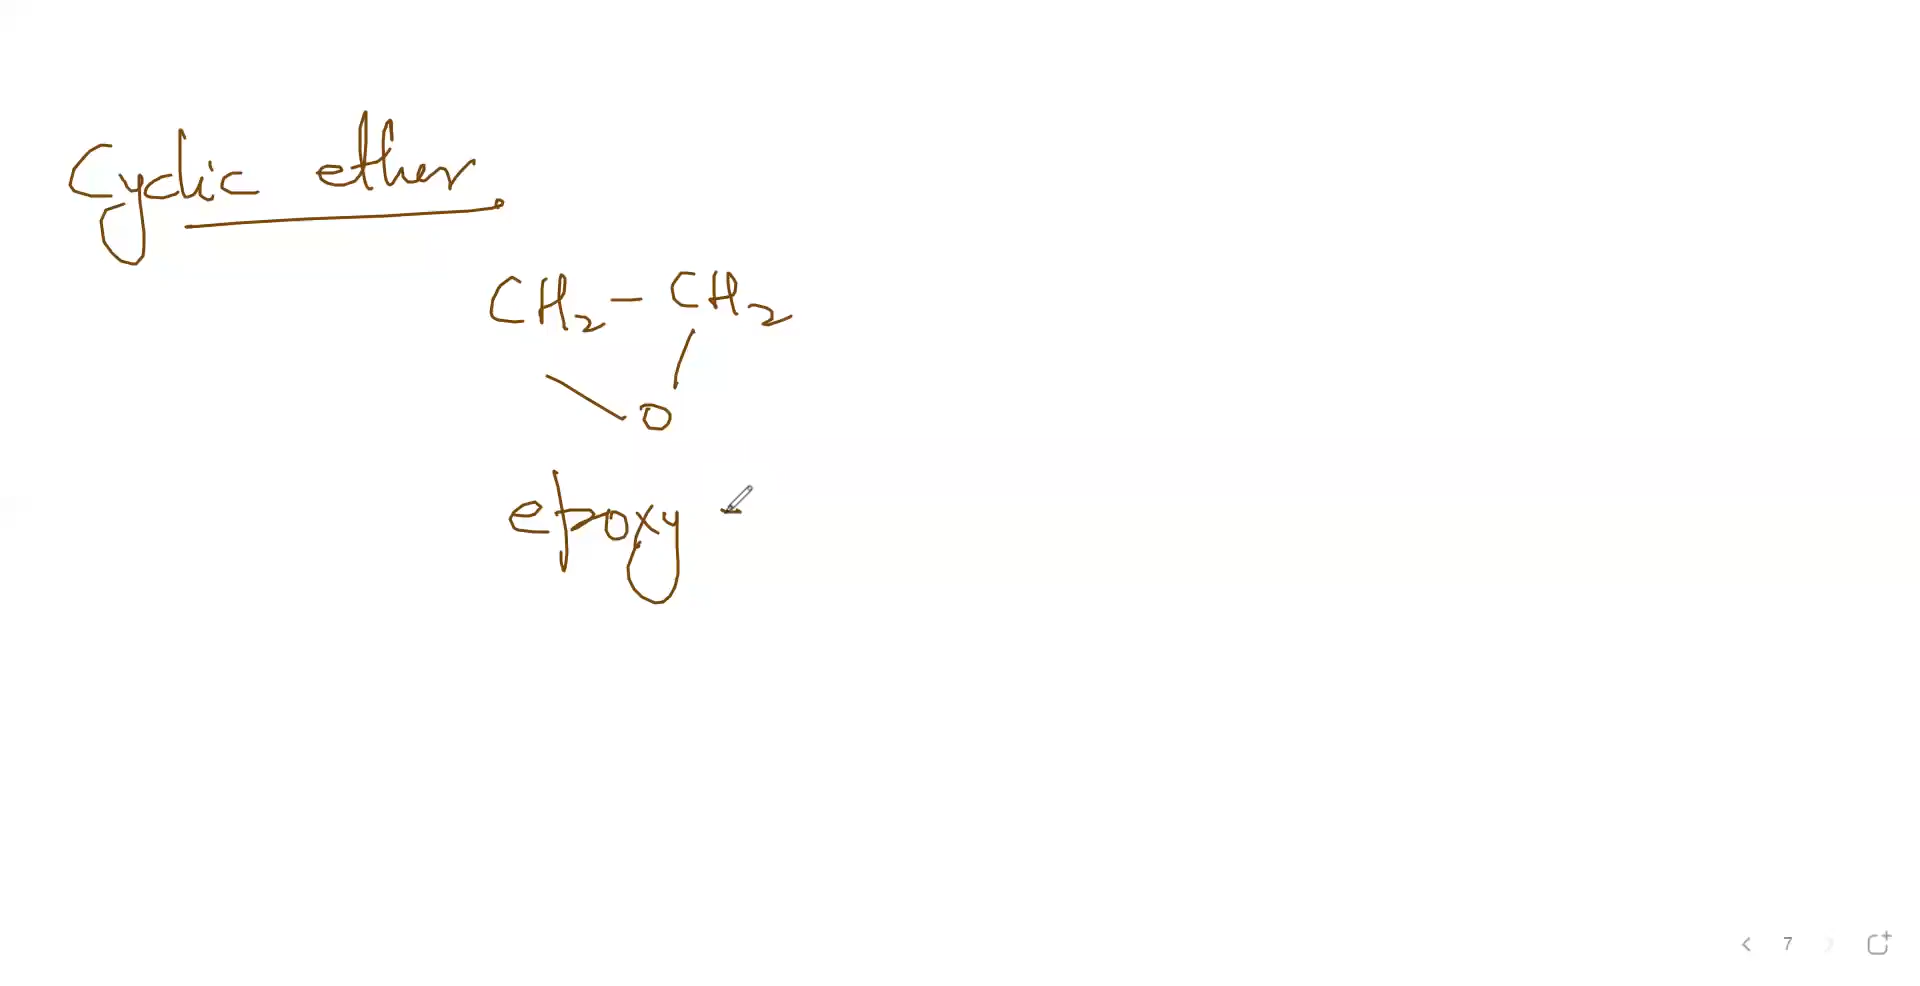 Cyclic ether
CH₂ - CH₂
O
epoxy -
7